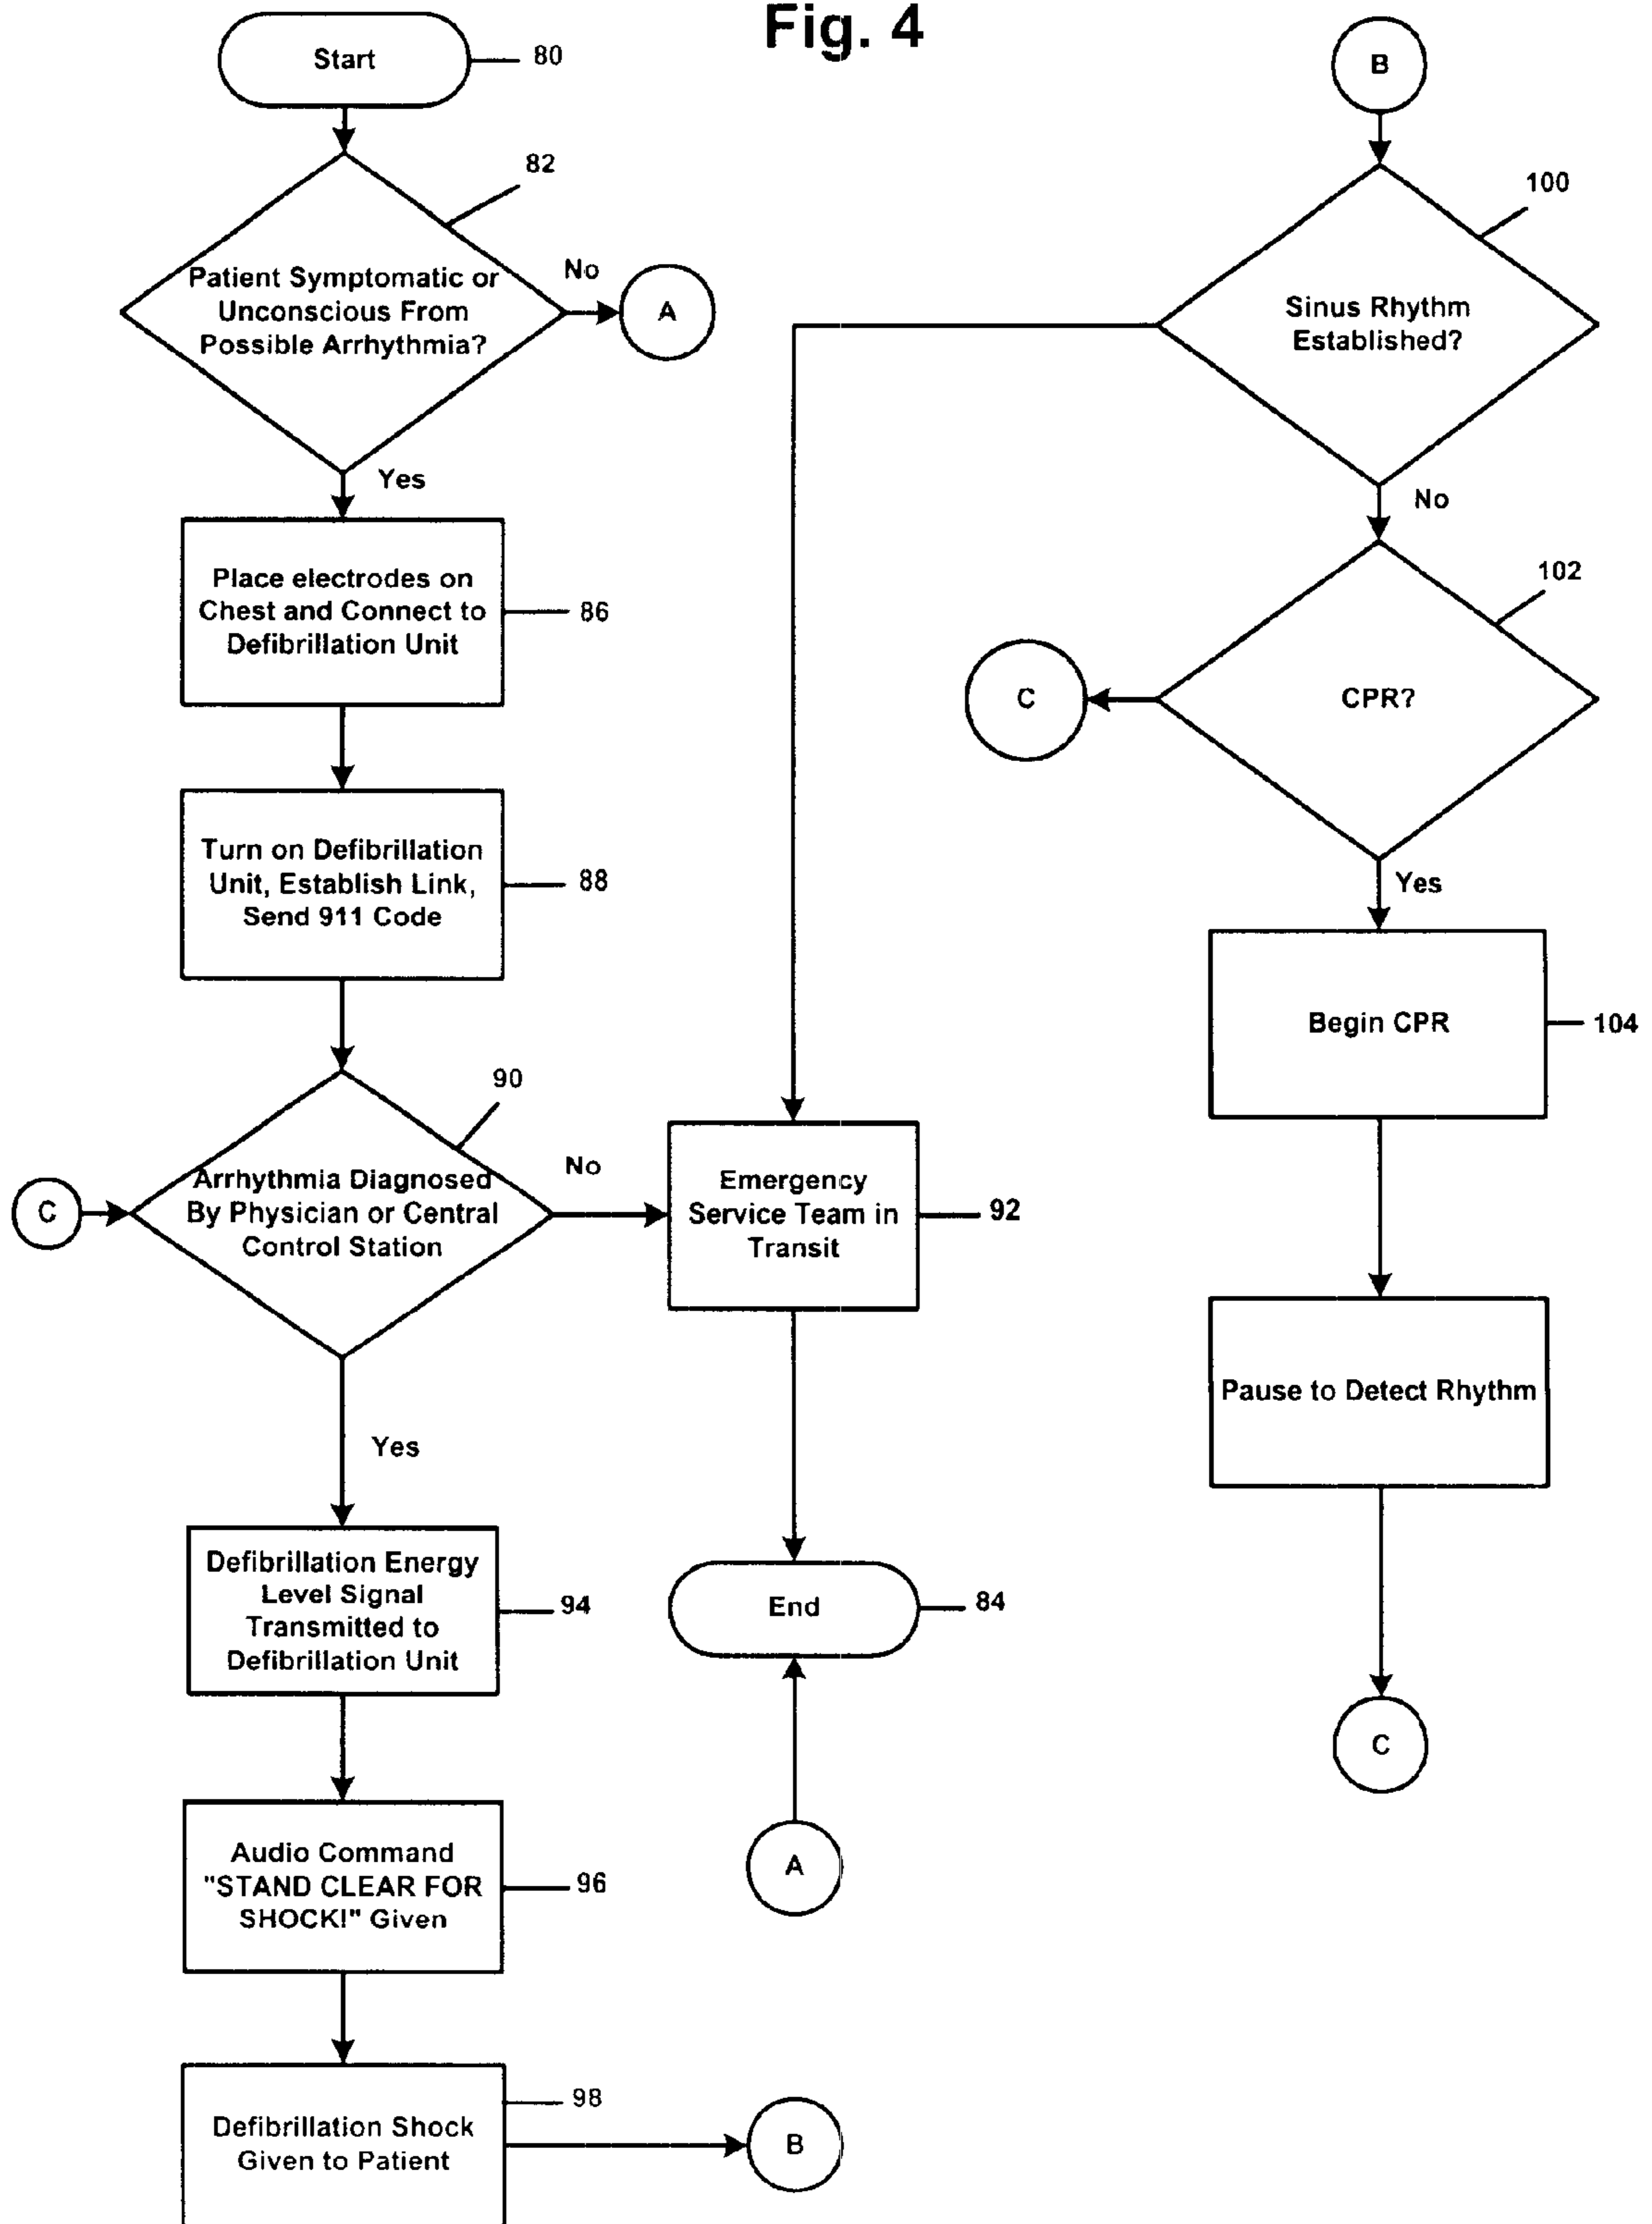 Fig. 4
Start
80
82
Patient Symptomatic or
Unconscious From
Possible Arrhythmia?
No
A
Yes
Place electrodes on
Chest and Connect to
Defibrillation Unit
86
Turn on Defibrillation
Unit, Establish Link,
Send 911 Code
88
90
C
Arrhythmia Diagnosed
By Physician or Central
Control Station
No
Emergency
Service Team in
Transit
92
Yes
Defibrillation Energy
Level Signal
Transmitted to
Defibrillation Unit
94
End
84
A
Audio Command
"STAND CLEAR FOR
SHOCK!" Given
96
98
Defibrillation Shock
Given to Patient
B
B
100
Sinus Rhythm
Established?
No
102
CPR?
C
Yes
Begin CPR
104
Pause to Detect Rhythm
C